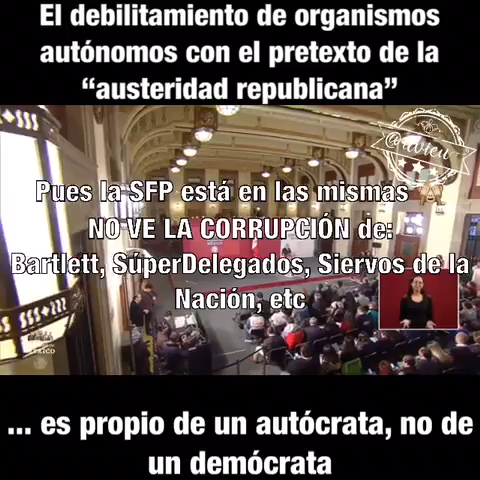 El debilitamiento de organismos
autónomos con el pretexto de la
“austeridad republicana”
Pues la SFP está en las mismas
NO VE LA CORRUPCIÓN de:
Bartlett, SúperDelegados, Siervos de la
Nación, etc
MÉXICO
... es propio de un autócrata, no de
un demócrata